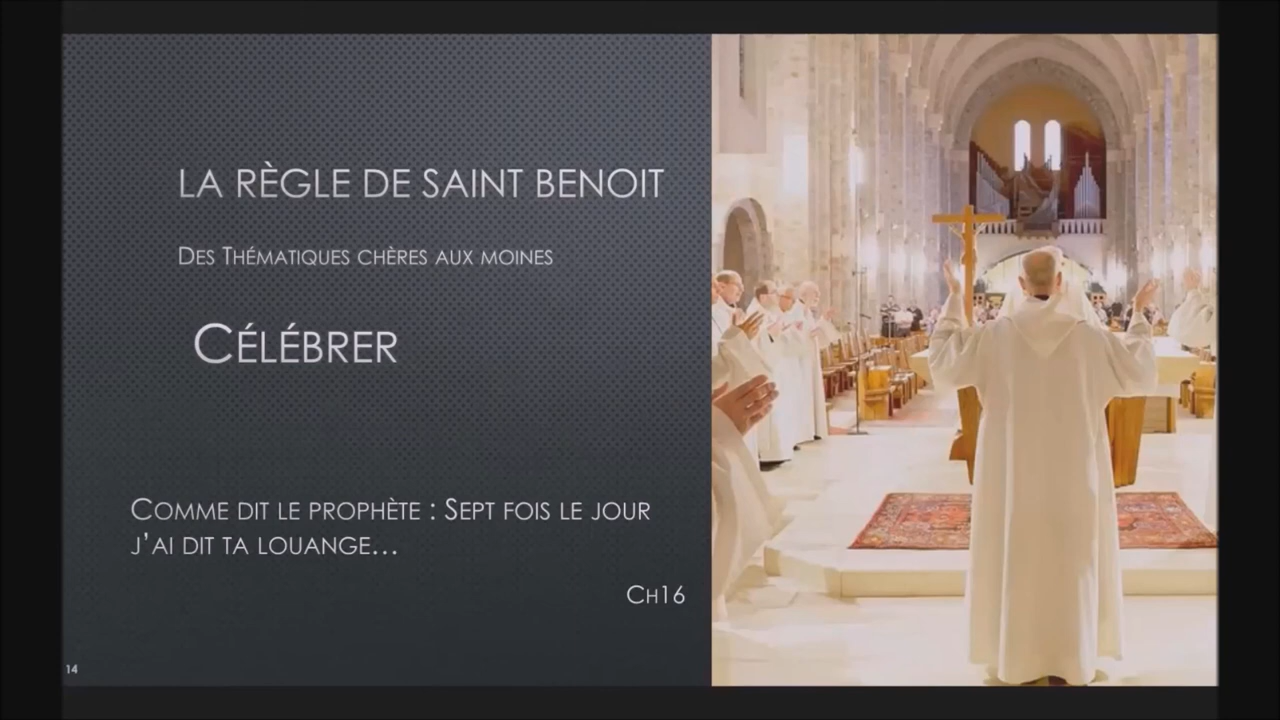 LA RÈGLE DE SAINT BENOIT
DES THÉMATIQUES CHÈRES AUX MOINES
CÉLÉBRER
COMME DIT LE PROPHÈTE : SEPT FOIS LE JOUR
J’AI DIT TA LOUANGE…
CH16
14